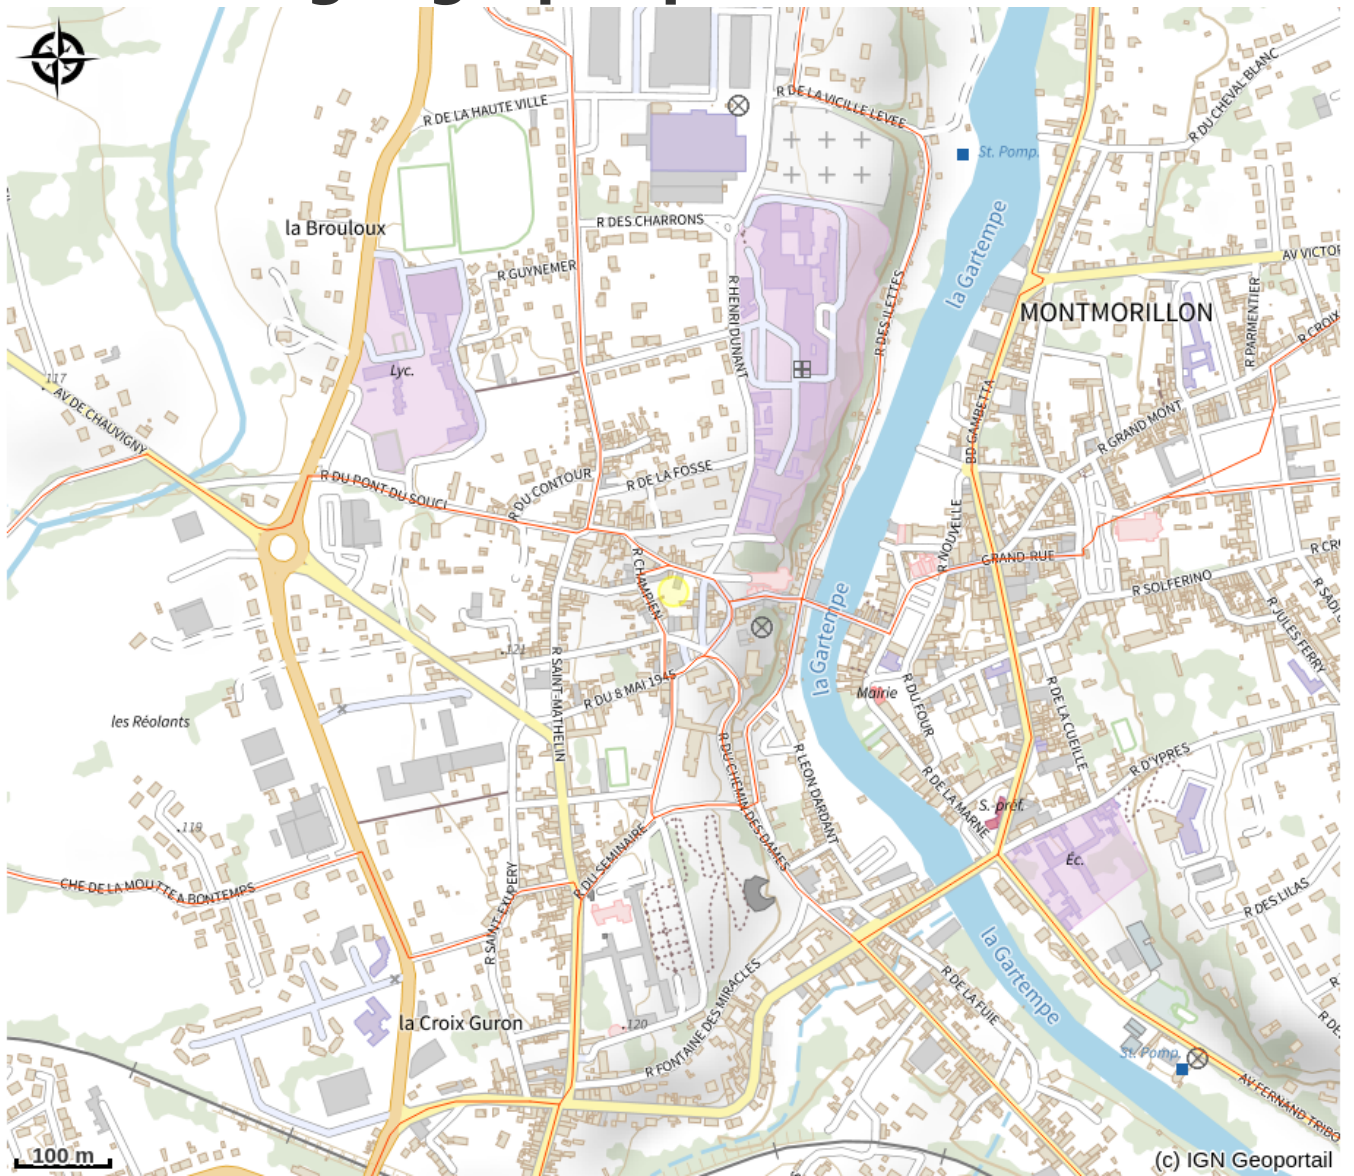 R DE LA HAUTE VILLE
R DE LA VICILLE LEVEE
R DU CHEVAL BLANC
St. Pomp.
la Brouloux
R DES CHARRONS
la Gartempe
AV VICTOR
R GUYNEMER
R HENRI DUNANT
R DES ILETTES
MONTMORILLON
R PARMENTIER
R CROIX
Lyc.
117
AV DE CHAUVIGNY
BD GAMBETTA
R GRAND MONT
R DU PONT DU SOUCI
R DU CONTOUR
R DE LA FOSSE
R NOUVELLE
GRAND-RUE
R CHAMPIEN
R SOLFERINO
R JULES FERRY
la Gartempe
121
R SAINT-MATHELIN
R DU 8 MAI 1945
Mairie
R DU FOUR
R DE LA CUEILLE
les Réolants
R DU CHEMIN DES DAMES
R LEON DARDANT
R D'YPRES
R DE LA MARNE
S.-préf.
119
R DU SEMINAIRE
Éc.
CHE DE LA MOUTTE A BONTEMPS
R SAINT-EXUPERY
R DES LILAS
la Gartempe
R DE LA FUIE
R FONTAINE DES MIRACLES
la Croix Guron
120
St. Pomp.
AV FERNAND TRIBO
100 m
(c) IGN Geoportail